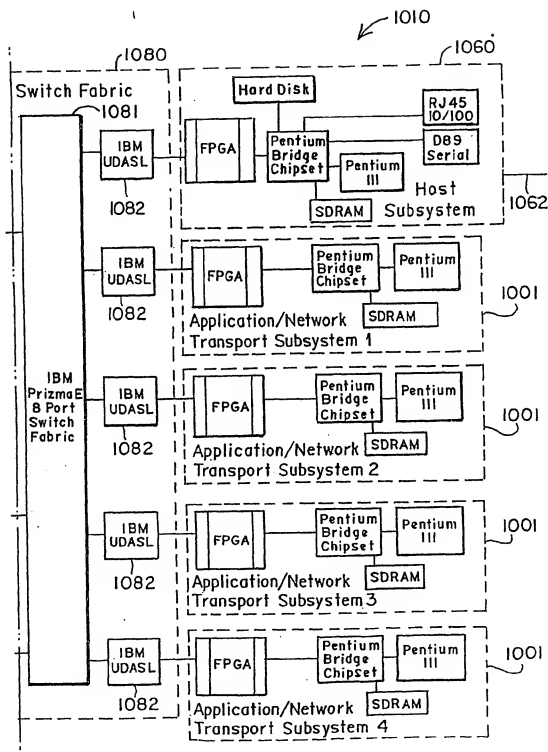 1010
1080
1060
Switch Fabric
1081
Hard Disk
RJ45
10/100
DB9
Serial
IBM
UDASL
1082
FPGA
Pentium
Bridge
Chipset
Pentium
III
SDRAM
Host
Subsystem
1062
IBM
UDASL
1082
FPGA
Pentium
Bridge
Chipset
Pentium
III
SDRAM
Application/Network
Transport Subsystem 1
1001
IBM
PrizmaE
8 Port
Switch
Fabric
IBM
UDASL
1082
FPGA
Pentium
Bridge
Chipset
Pentium
III
SDRAM
Application/Network
Transport Subsystem 2
1001
IBM
UDASL
1082
FPGA
Pentium
Bridge
Chipset
Pentium
III
SDRAM
Application/Network
Transport Subsystem 3
1001
IBM
UDASL
1082
FPGA
Pentium
Bridge
Chipset
Pentium
III
SDRAM
Application/Network
Transport Subsystem 4
1001